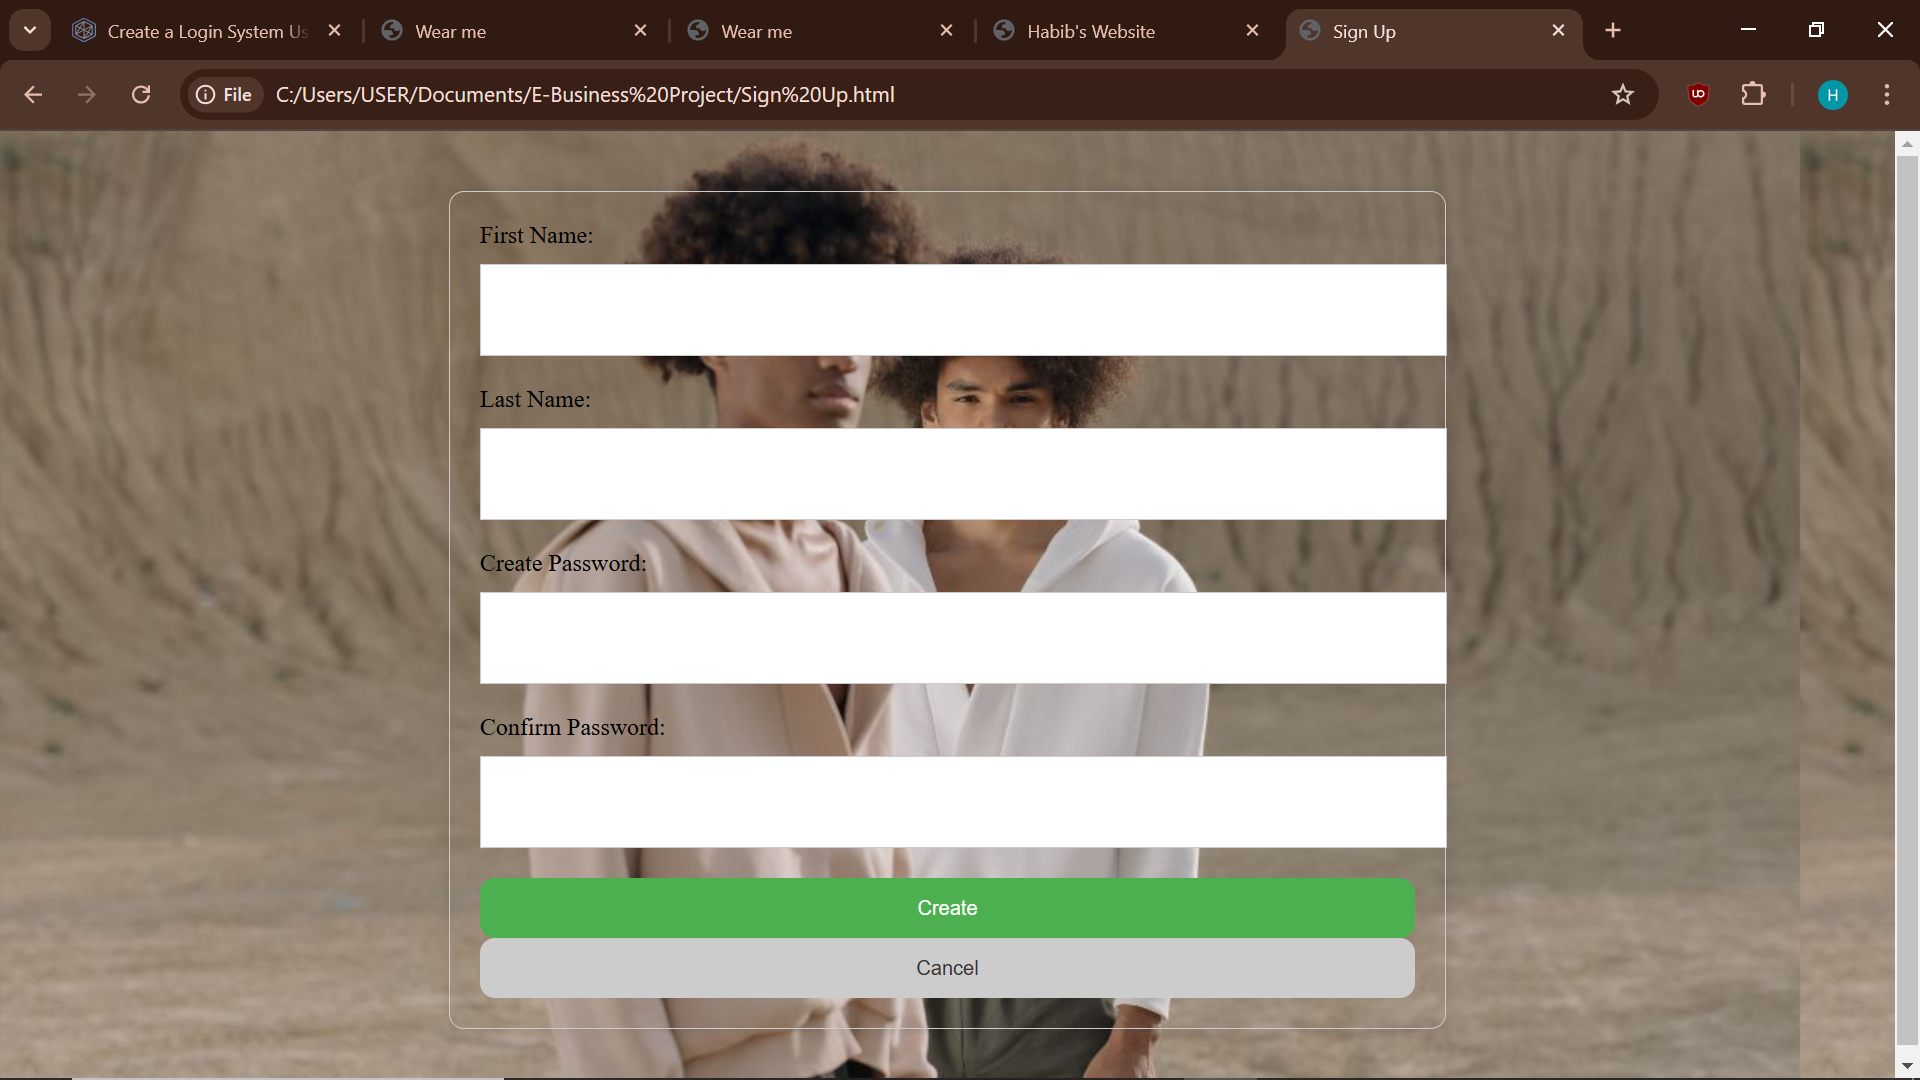 Create a Login System Us
Wear me
Wear me
Habib's Website
Sign Up
File
C:/Users/USER/Documents/E-Business%20Project/Sign%20Up.html
H
First Name:
Last Name:
Create Password:
Confirm Password:
Create
Cancel